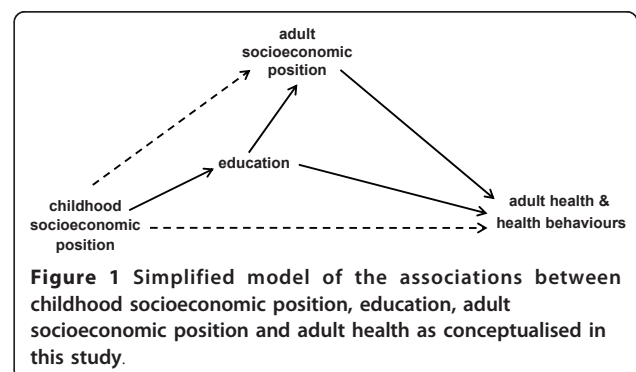 adult
socioeconomic
position
education
childhood
socioeconomic
position
adult health &
health behaviours
Figure 1 Simplified model of the associations between
childhood socioeconomic position, education, adult
socioeconomic position and adult health as conceptualised in
this study.